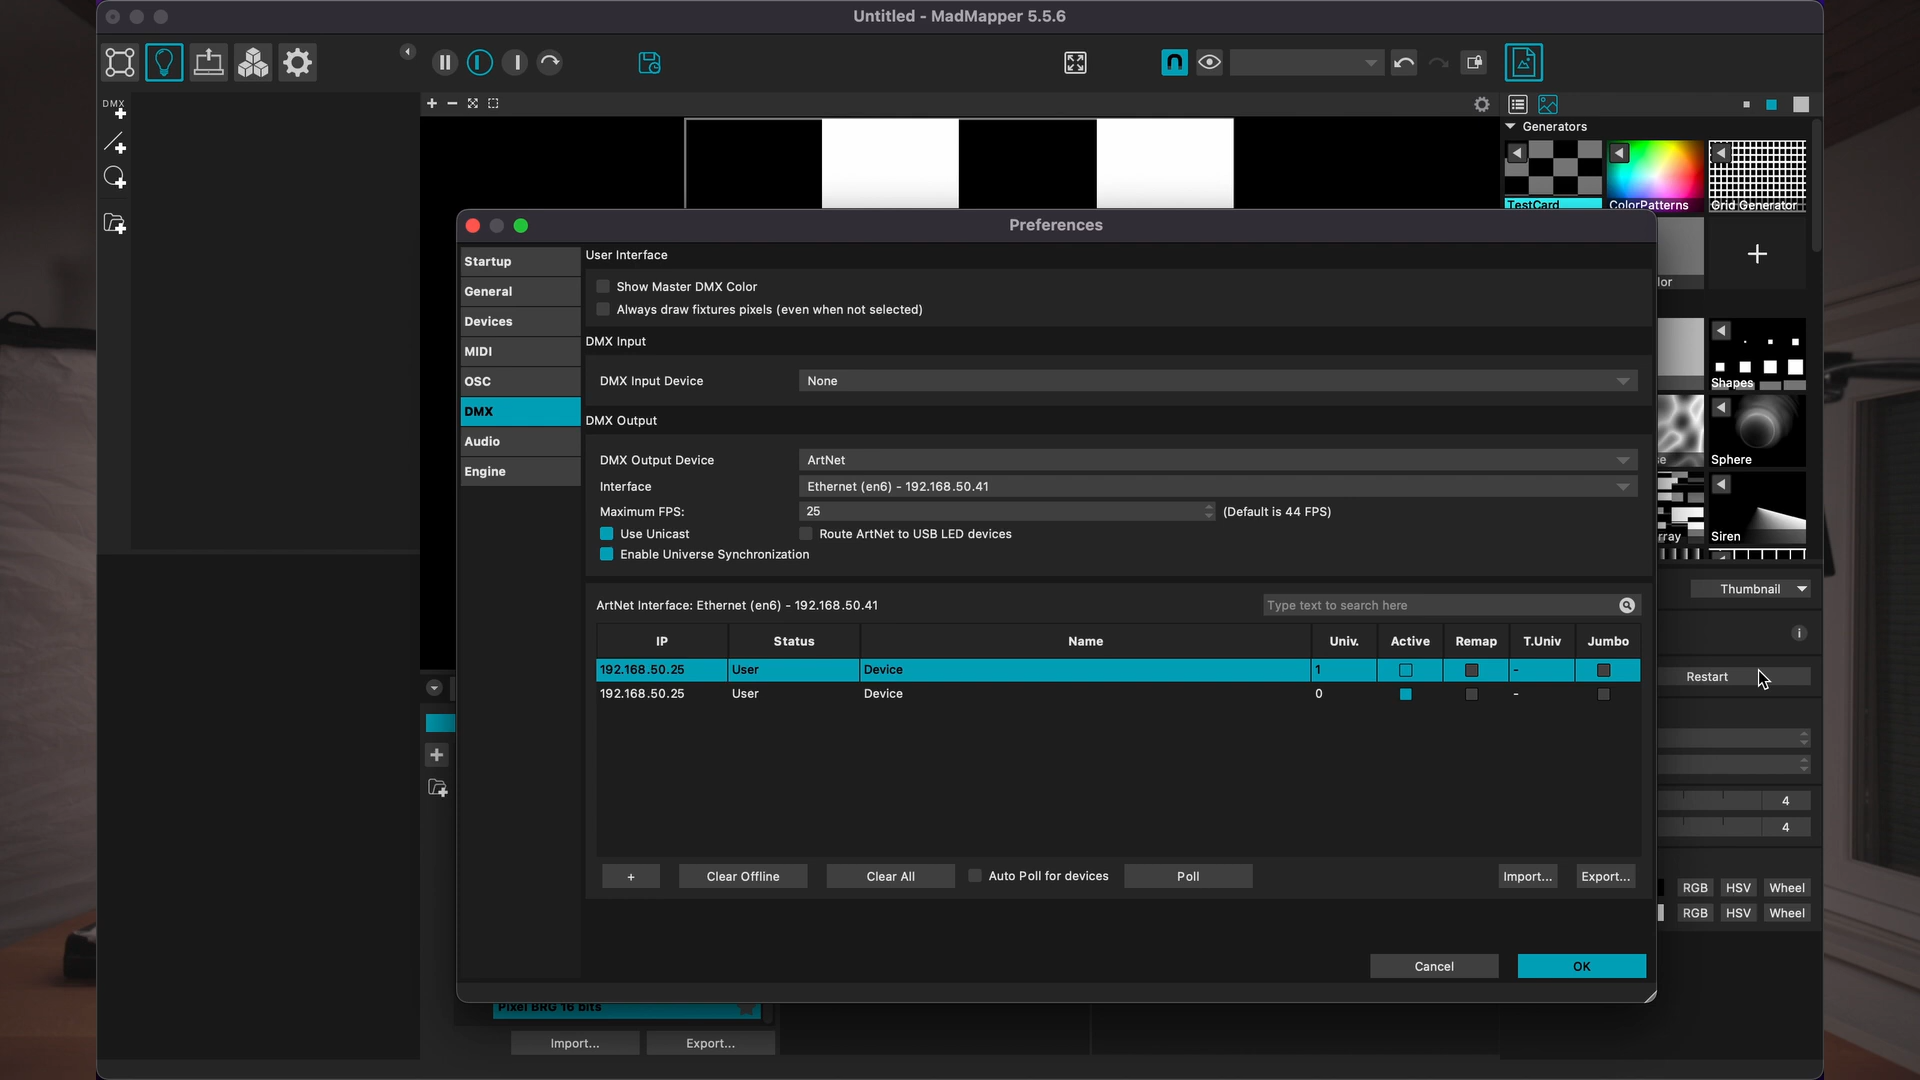 Untitled - MadMapper 5.5.6
DMX
Generators
TestCard
ColorPatterns
Grid Generator
Preferences
Startup
General
Devices
MIDI
OSC
DMX
Audio
Engine
User Interface
Show Master DMX Color
Always draw fixtures pixels (even when not selected)
DMX Input
DMX Input Device
None
DMX Output
DMX Output Device
ArtNet
Interface
Ethernet (en6) - 192.168.50.41
Maximum FPS:
25
(Default is 44 FPS)
Use Unicast
Route ArtNet to USB LED devices
Enable Universe Synchronization
ArtNet Interface: Ethernet (en6) - 192.168.50.41
Type text to search here
IP Status Name Univ. Active Remap T.Univ Jumbo
192.168.50.25 User Device 1 -
192.168.50.25 User Device 0 -
+
Clear Offline
Clear All
Auto Poll for devices
Poll
Import...
Export...
Cancel
OK
lor
Shapes
se
Sphere
rray
Siren
Thumbnail
Restart
4
4
RGB HSV Wheel
RGB HSV Wheel
Pixel BRG 16 bits
Import...
Export...